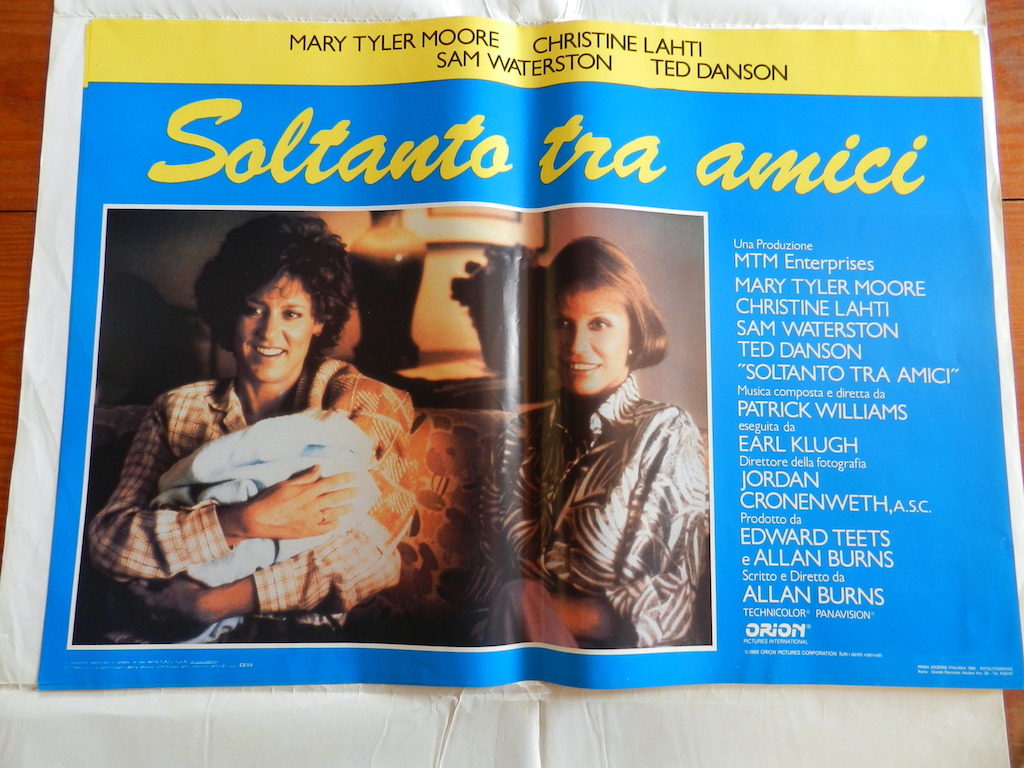 MARY TYLER MOORE CHRISTINE LAHTI
SAM WATERSTON TED DANSON
Soltanto tra amici
Una Produzione
MTM Enterprises
MARY TYLER MOORE
CHRISTINE LAHTI
SAM WATERSTON
TED DANSON
"SOLTANTO TRA AMICI"
Musica composta e diretta da
PATRICK WILLIAMS
eseguita da
EARL KLUGH
Direttore della fotografia
JORDAN
CRONENWETH, A.S.C.
Prodotto da
EDWARD TEETS
e ALLAN BURNS
Scritto e Diretto da
ALLAN BURNS
TECHNICOLOR® PANAVISION®
ORION®
PICTURES INTERNATIONAL
©1986 ORION PICTURES CORPORATION Tutti i diritti riservati